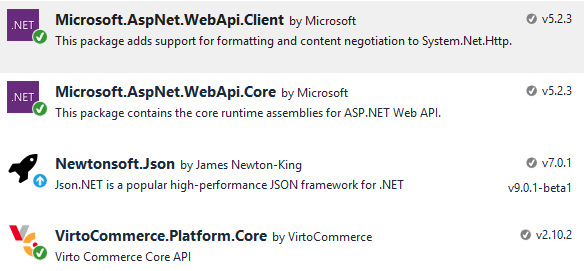 .NET Microsoft.AspNet.WebApi.Client by Microsoft v5.2.3
This package adds support for formatting and content negotiation to System.Net.Http.
.NET Microsoft.AspNet.WebApi.Core by Microsoft v5.2.3
This package contains the core runtime assemblies for ASP.NET Web API.
Newtonsoft.Json by James Newton-King v7.0.1
Json.NET is a popular high-performance JSON framework for .NET v9.0.1-beta1
VirtoCommerce.Platform.Core by VirtoCommerce v2.10.2
Virto Commerce Core API